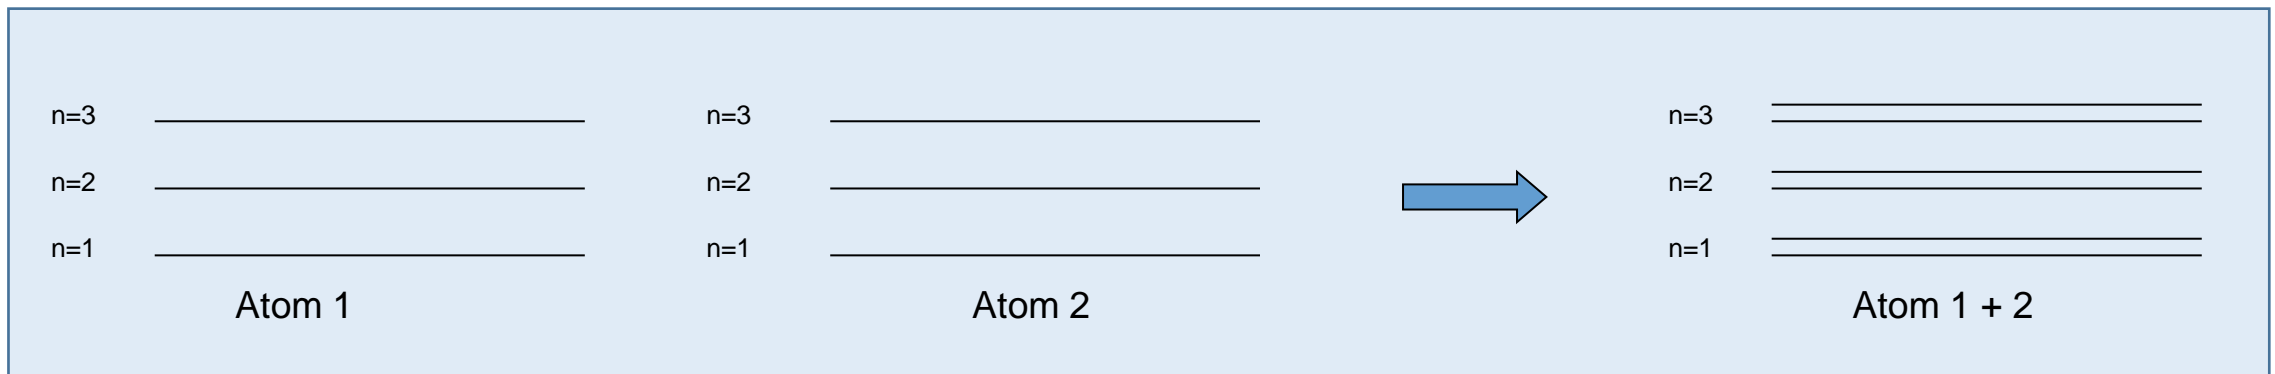 n=3 n=3 n=3
n=2 n=2 n=2
n=1 n=1 n=1
Atom 1 Atom 2 Atom 1 + 2